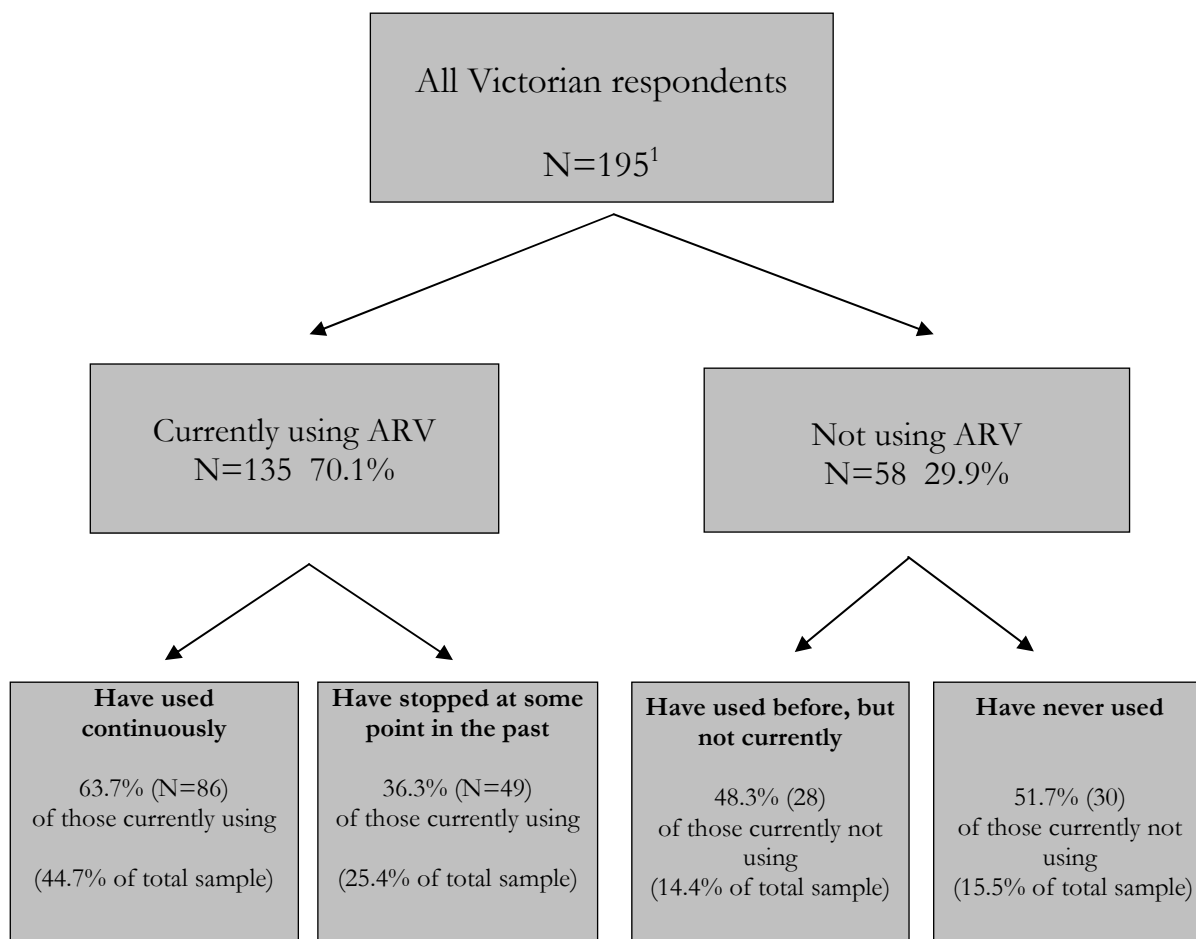 All Victorian respondents
N=195¹
Currently using ARV
N=135 70.1%
Not using ARV
N=58 29.9%
Have used
continuously
63.7% (N=86)
of those currently using
(44.7% of total sample)
Have stopped at some
point in the past
36.3% (N=49)
of those currently using
(25.4% of total sample)
Have used before, but
not currently
48.3% (28)
of those currently not
using
(14.4% of total sample)
Have never used
51.7% (30)
of those currently not
using
(15.5% of total sample)